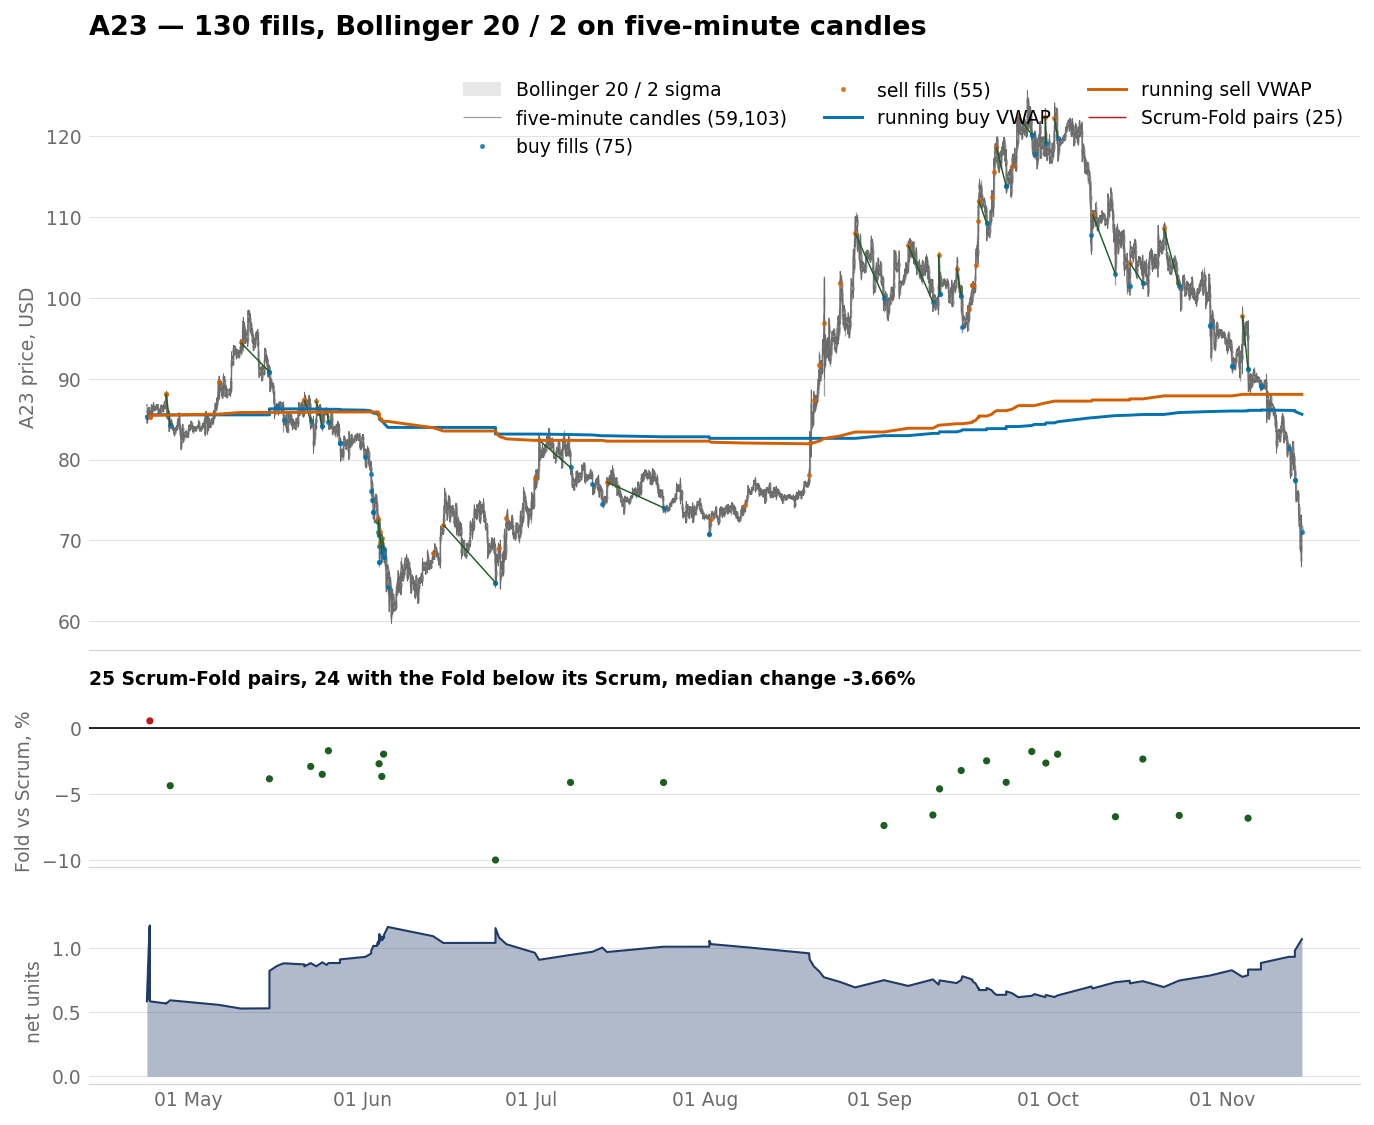 A23 — 130 fills, Bollinger 20 / 2 on five-minute candles
Bollinger 20 / 2 sigma
five-minute candles (59,103)
buy fills (75)
sell fills (55)
running buy VWAP
running sell VWAP
Scrum-Fold pairs (25)
A23 price, USD
120
110
100
90
80
70
60
25 Scrum-Fold pairs, 24 with the Fold below its Scrum, median change -3.66%
Fold vs Scrum, %
0
−5
−10
net units
1.0
0.5
0.0
01 May
01 Jun
01 Jul
01 Aug
01 Sep
01 Oct
01 Nov